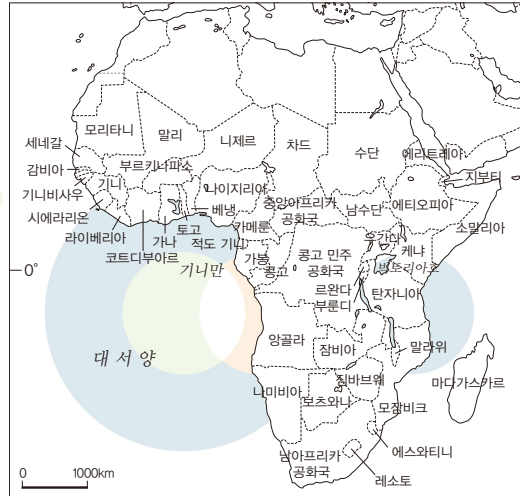 세네갈
모리타니
말리
니제르
차드
수단
에리트레아
감비아
기니비사우
기니
부르키나파소
나이지리아
지부티
시에라리온
베냉
중앙아프리카
공화국
남수단
에티오피아
라이베리아
토고
카메룬
소말리아
가나
적도 기니
우간다
케냐
코트디부아르
0°
기니만
가봉
콩고
콩고 민주
공화국
빅토리아호
르완다
부룬디
탄자니아
대서양
앙골라
잠비아
말라위
나미비아
짐바브웨
보츠와나
모잠비크
마다가스카르
남아프리카
공화국
에스와티니
레소토
0 1000km